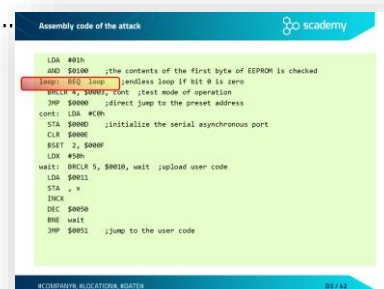 Assembly code of the attack
scademy
LDA #01h
AND $0100 ;the contents of the first byte of EEPROM is checked
loop: BEQ loop ;endless loop if bit 0 is zero
BRCLR 4, $0003, cont ;test mode of operation
JMP $0000 ;direct jump to the preset address
cont: LDA #C0h
STA $000D ;initialize the serial asynchronous port
CLR $000E
BSET 2, $000F
LDX #50h
wait: BRCLR 5, $0010, wait ;upload user code
LDA $0011
STA , x
INCX
DEC $0050
BNE wait
JMP $0051 ;jump to the user code
#COMPANY#, #LOCATION#, #DATE#
D3 / 42